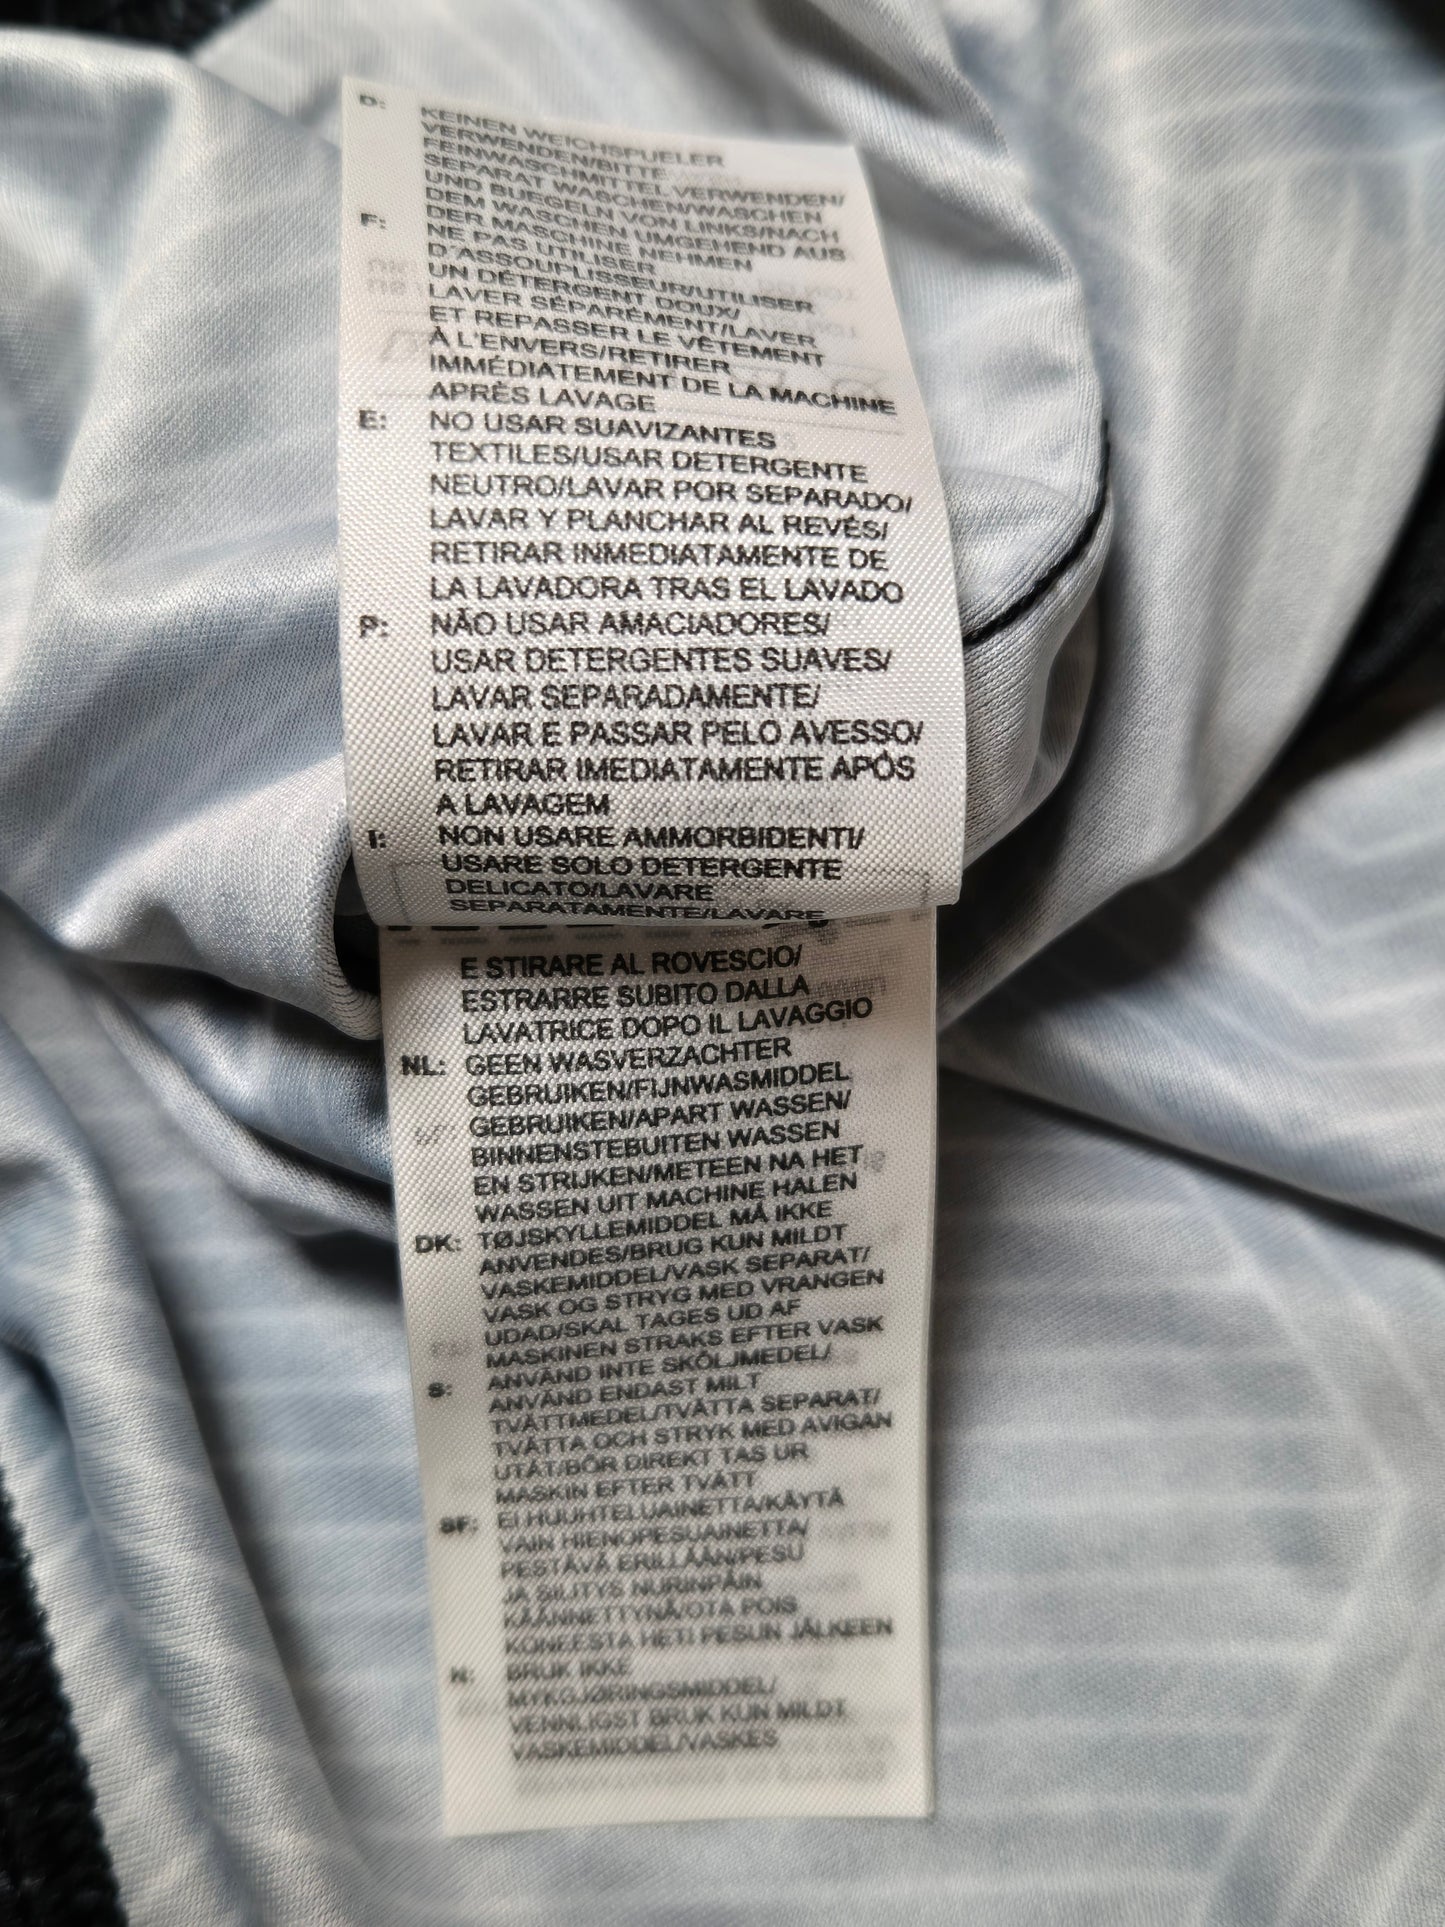 D: KEINEN WEICHSPUELER
VERWENDEN/BITTE
FEINWASCHMITTEL VERWENDEN/
SEPARAT WASCHEN/WASCHEN
UND BUEGELN VON LINKS/NACH
DEM WASCHEN UMGEHEND AUS
DER MASCHINE NEHMEN
F: NE PAS UTILISER
D´ASSOUPLISSEUR/UTILISER
UN DÉTERGENT DOUX/
LAVER SÉPARÉMENT/LAVER
ET REPASSER LE VÊTEMENT
À L'ENVERS/RETIRER
IMMÉDIATEMENT DE LA MACHINE
APRÈS LAVAGE
E: NO USAR SUAVIZANTES
TEXTILES/USAR DETERGENTE
NEUTRO/LAVAR POR SEPARADO/
LAVAR Y PLANCHAR AL REVÉS/
RETIRAR INMEDIATAMENTE DE
LA LAVADORA TRAS EL LAVADO
P: NÃO USAR AMACIADORES/
USAR DETERGENTES SUAVES/
LAVAR SEPARADAMENTE/
LAVAR E PASSAR PELO AVESSO/
RETIRAR IMEDIATAMENTE APÓS
A LAVAGEM
I: NON USARE AMMORBIDENTI/
USARE SOLO DETERGENTE
DELICATO/LAVARE
SEPARATAMENTE/LAVARE
E STIRARE AL ROVESCIO/
ESTRARRE SUBITO DALLA
LAVATRICE DOPO IL LAVAGGIO
NL: GEEN WASVERZACHTER
GEBRUIKEN/FIJNWASMIDDEL
GEBRUIKEN/APART WASSEN/
BINNENSTEBUITEN WASSEN
EN STRIJKEN/METEEN NA HET
WASSEN UIT MACHINE HALEN
DK: TØJSKYLLEMIDDEL MÅ IKKE
ANVENDES/BRUG KUN MILDT
VASKEMIDDEL/VASK SEPARAT/
VASK OG STRYG MED VRANGEN
UDAD/SKAL TAGES UD AF
MASKINEN STRAKS EFTER VASK
S: ANVÄND INTE SKÖLJMEDEL/
ANVÄND ENDAST MILT
TVÄTTMEDEL/TVÄTTA SEPARAT/
TVÄTTA OCH STRYK MED AVIGAN
UTÅT/BÖR DIREKT TAS UR
MASKIN EFTER TVÄTT
SF: EI HUUHTELUAINETTA/KÄYTÄ
VAIN HIENOPESUAINETTA/
PESTÄVÄ ERILLÄÄN/PESU
JA SILITYS NURINPÄIN
KÄÄNNETTYNÄ/OTA POIS
KONEESTA HETI PESUN JÄLKEEN
N: BRUK IKKE
MYKGJØRINGSMIDDEL/
VENNLIGST BRUK KUN MILDT
VASKEMIDDEL/VASKES